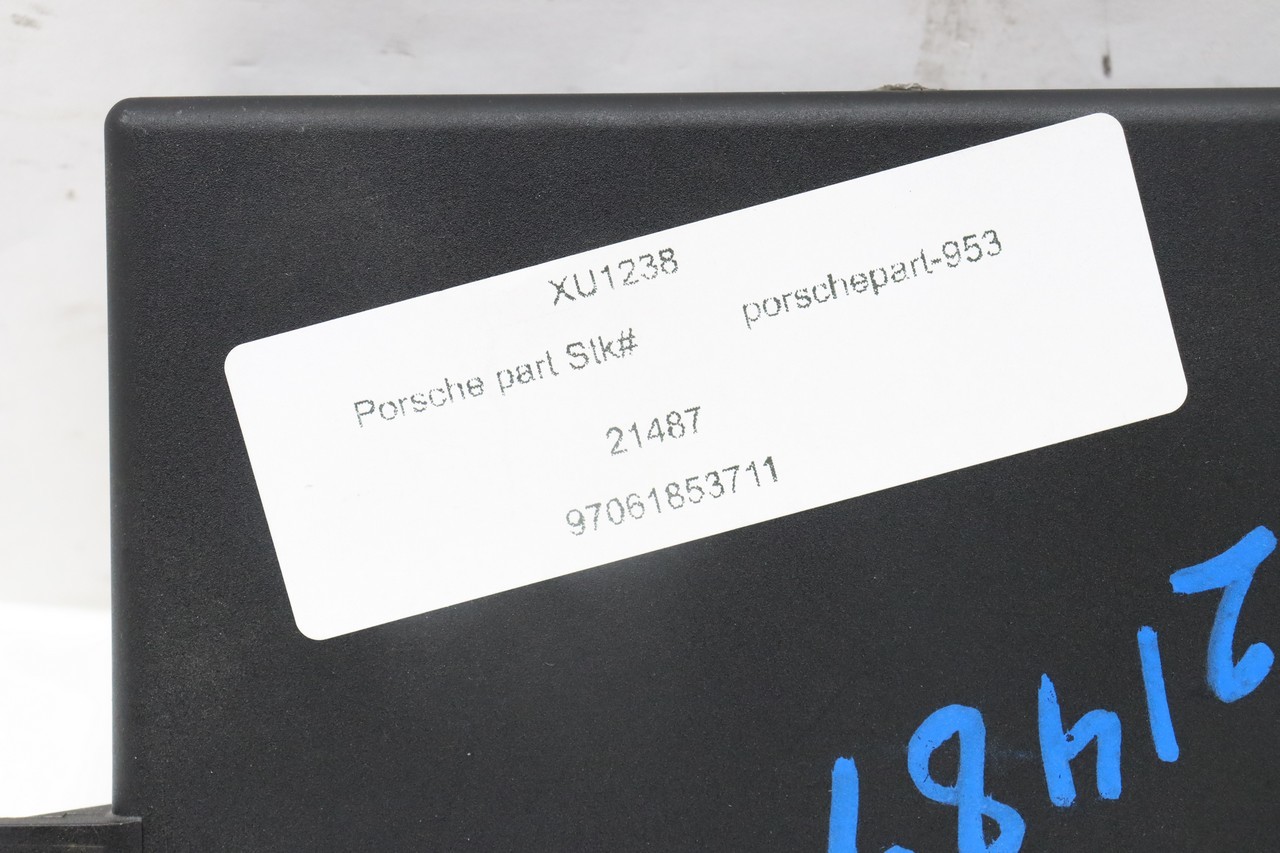 XU1238
Porsche part Stk# porschepart-953
21487
97061853711
21487